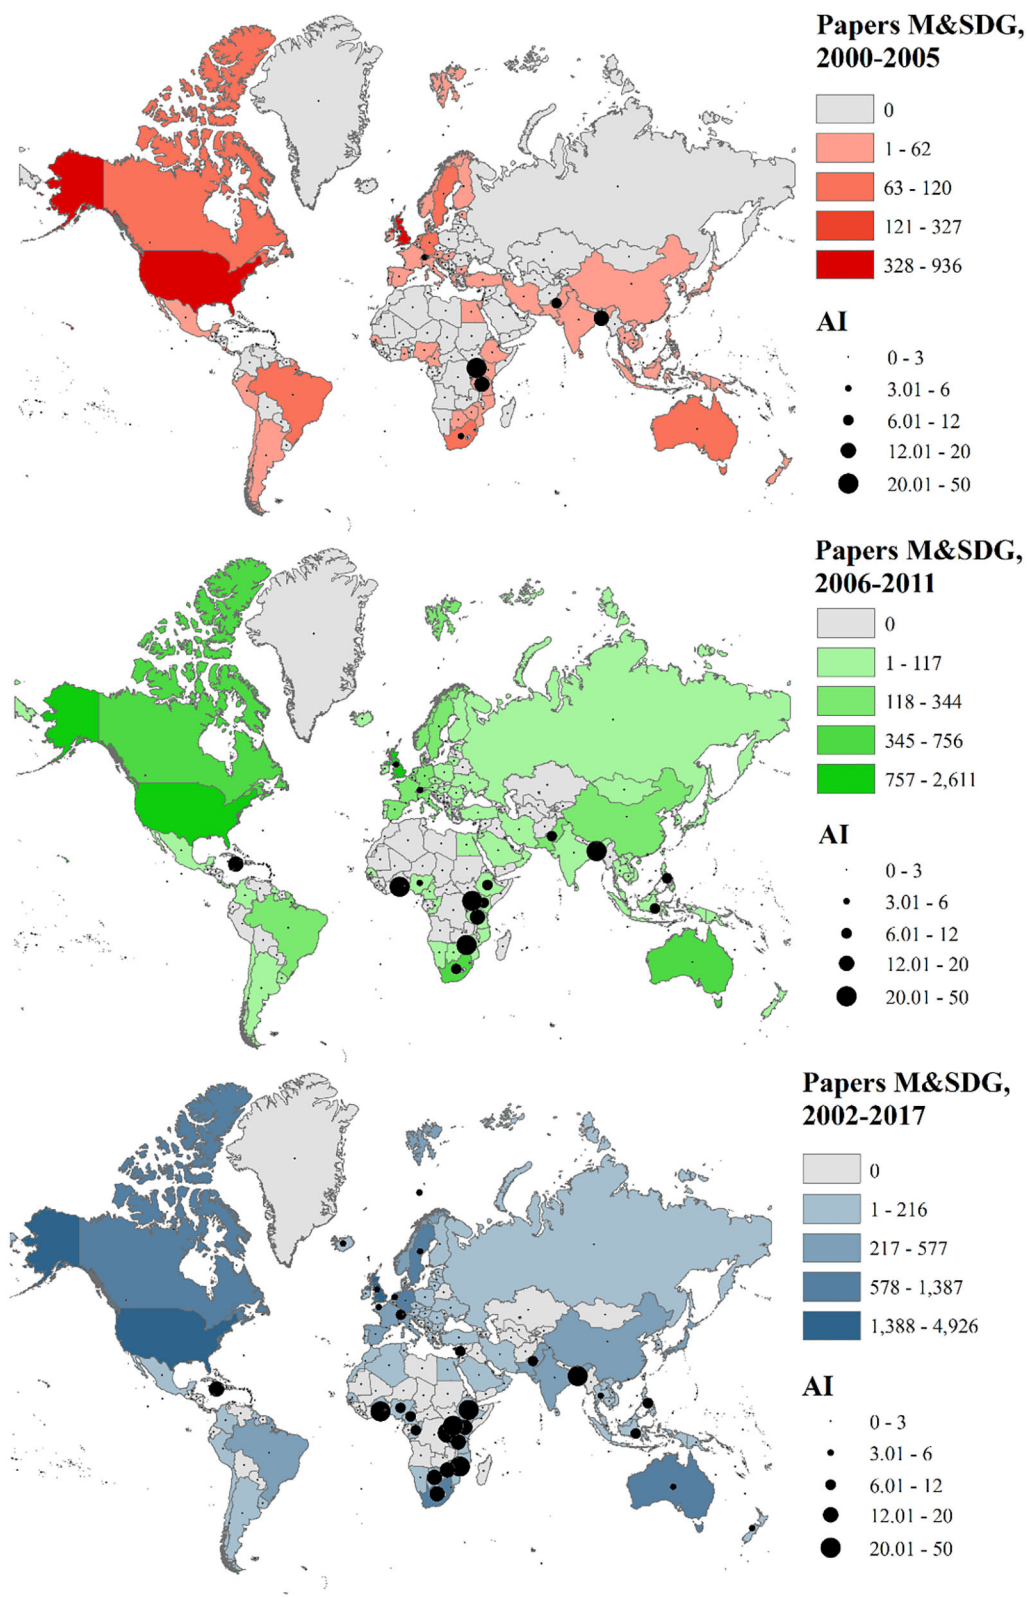 Papers M&SDG,
2000-2005
0
1 - 62
63 - 120
121 - 327
328 - 936
AI
0 - 3
3.01 - 6
6.01 - 12
12.01 - 20
20.01 - 50
Papers M&SDG,
2006-2011
0
1 - 117
118 - 344
345 - 756
757 - 2,611
AI
0 - 3
3.01 - 6
6.01 - 12
12.01 - 20
20.01 - 50
Papers M&SDG,
2002-2017
0
1 - 216
217 - 577
578 - 1,387
1,388 - 4,926
AI
0 - 3
3.01 - 6
6.01 - 12
12.01 - 20
20.01 - 50